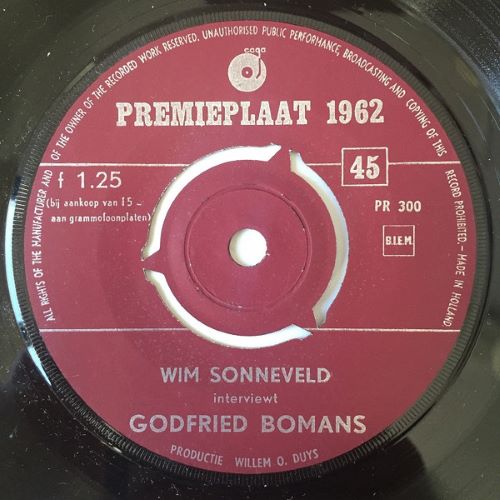 ALL RIGHTS OF THE MANUFACTURER AND OF THE OWNER OF THE RECORDED WORK RESERVED. UNAUTHORISED PUBLIC PERFORMANCE, BROADCASTING AND COPYING OF THIS RECORD PROHIBITED. - MADE IN HOLLAND.
cogg
PREMIEPLAAT 1962
f 1.25
(bij aankoop van f 5-
aan grammofoonplaten)
45
PR 300
B.I.E.M.
WIM SONNEVELD
interviewt
GODFRIED BOMANS
PRODUCTIE WILLEM O. DUYS